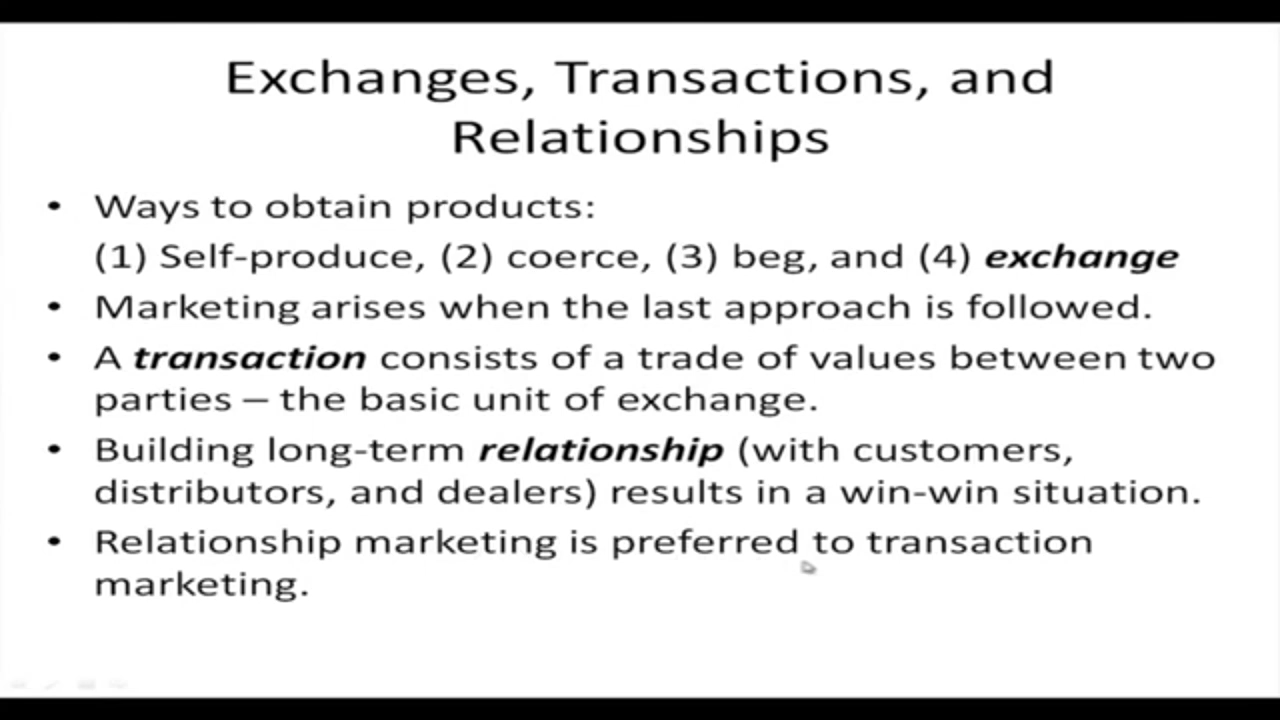 Exchanges, Transactions, and
Relationships
• Ways to obtain products:
(1) Self-produce, (2) coerce, (3) beg, and (4) exchange
• Marketing arises when the last approach is followed.
• A transaction consists of a trade of values between two
parties – the basic unit of exchange.
• Building long-term relationship (with customers,
distributors, and dealers) results in a win-win situation.
• Relationship marketing is preferred to transaction
marketing.